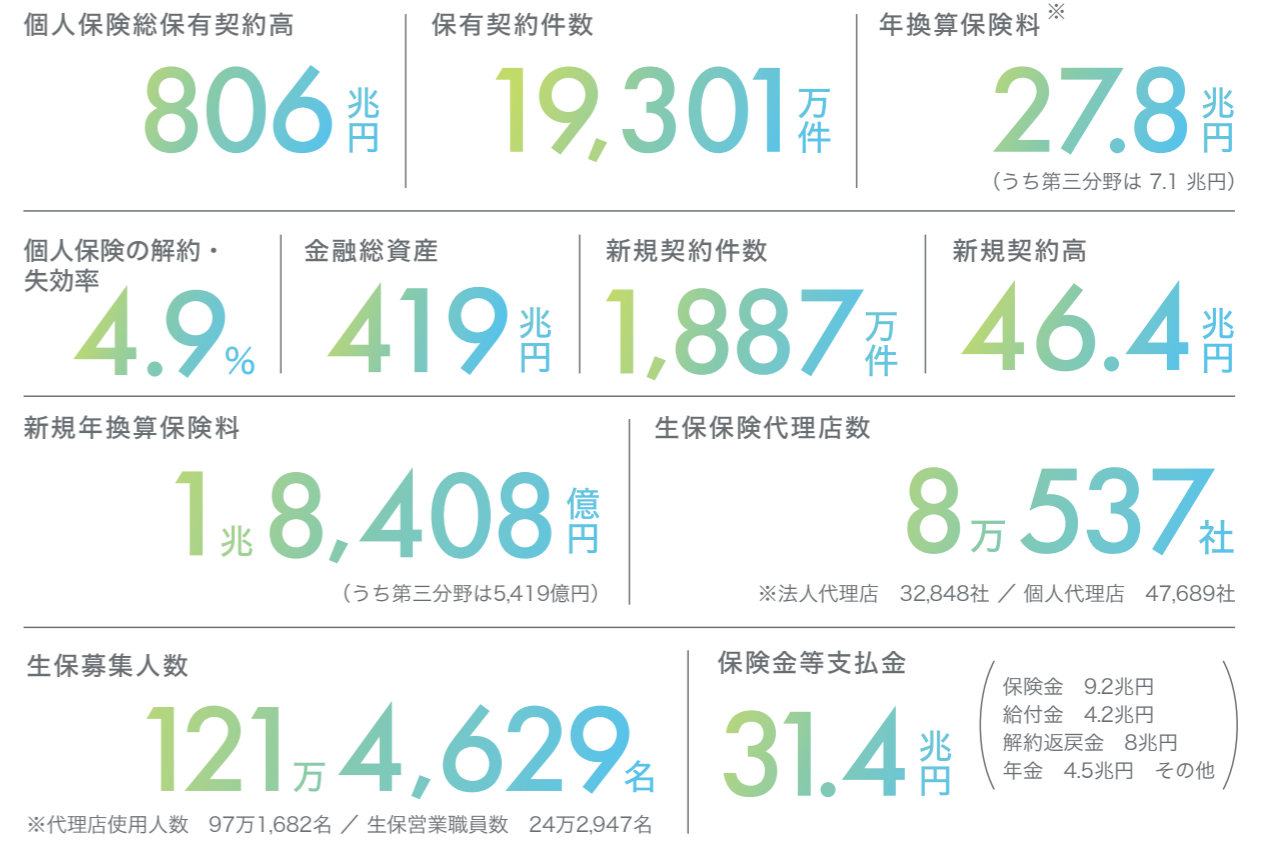 個人保険総保有契約高
806兆円
保有契約件数
19,301万件
年換算保険料※
27.8兆円
（うち第三分野は 7.1 兆円）
個人保険の解約・
失効率
4.9%
金融総資産
419兆円
新規契約件数
1,887万件
新規契約高
46.4兆円
新規年換算保険料
1兆8,408億円
（うち第三分野は5,419億円）
生保保険代理店数
8万537社
※法人代理店　32,848社 ／ 個人代理店　47,689社
生保募集人数
121万4,629名
※代理店使用人数　97万1,682名 ／ 生保営業職員数　24万2,947名
保険金等支払金
31.4兆円
保険金　9.2兆円
給付金　4.2兆円
解約返戻金　8兆円
年金　4.5兆円　その他